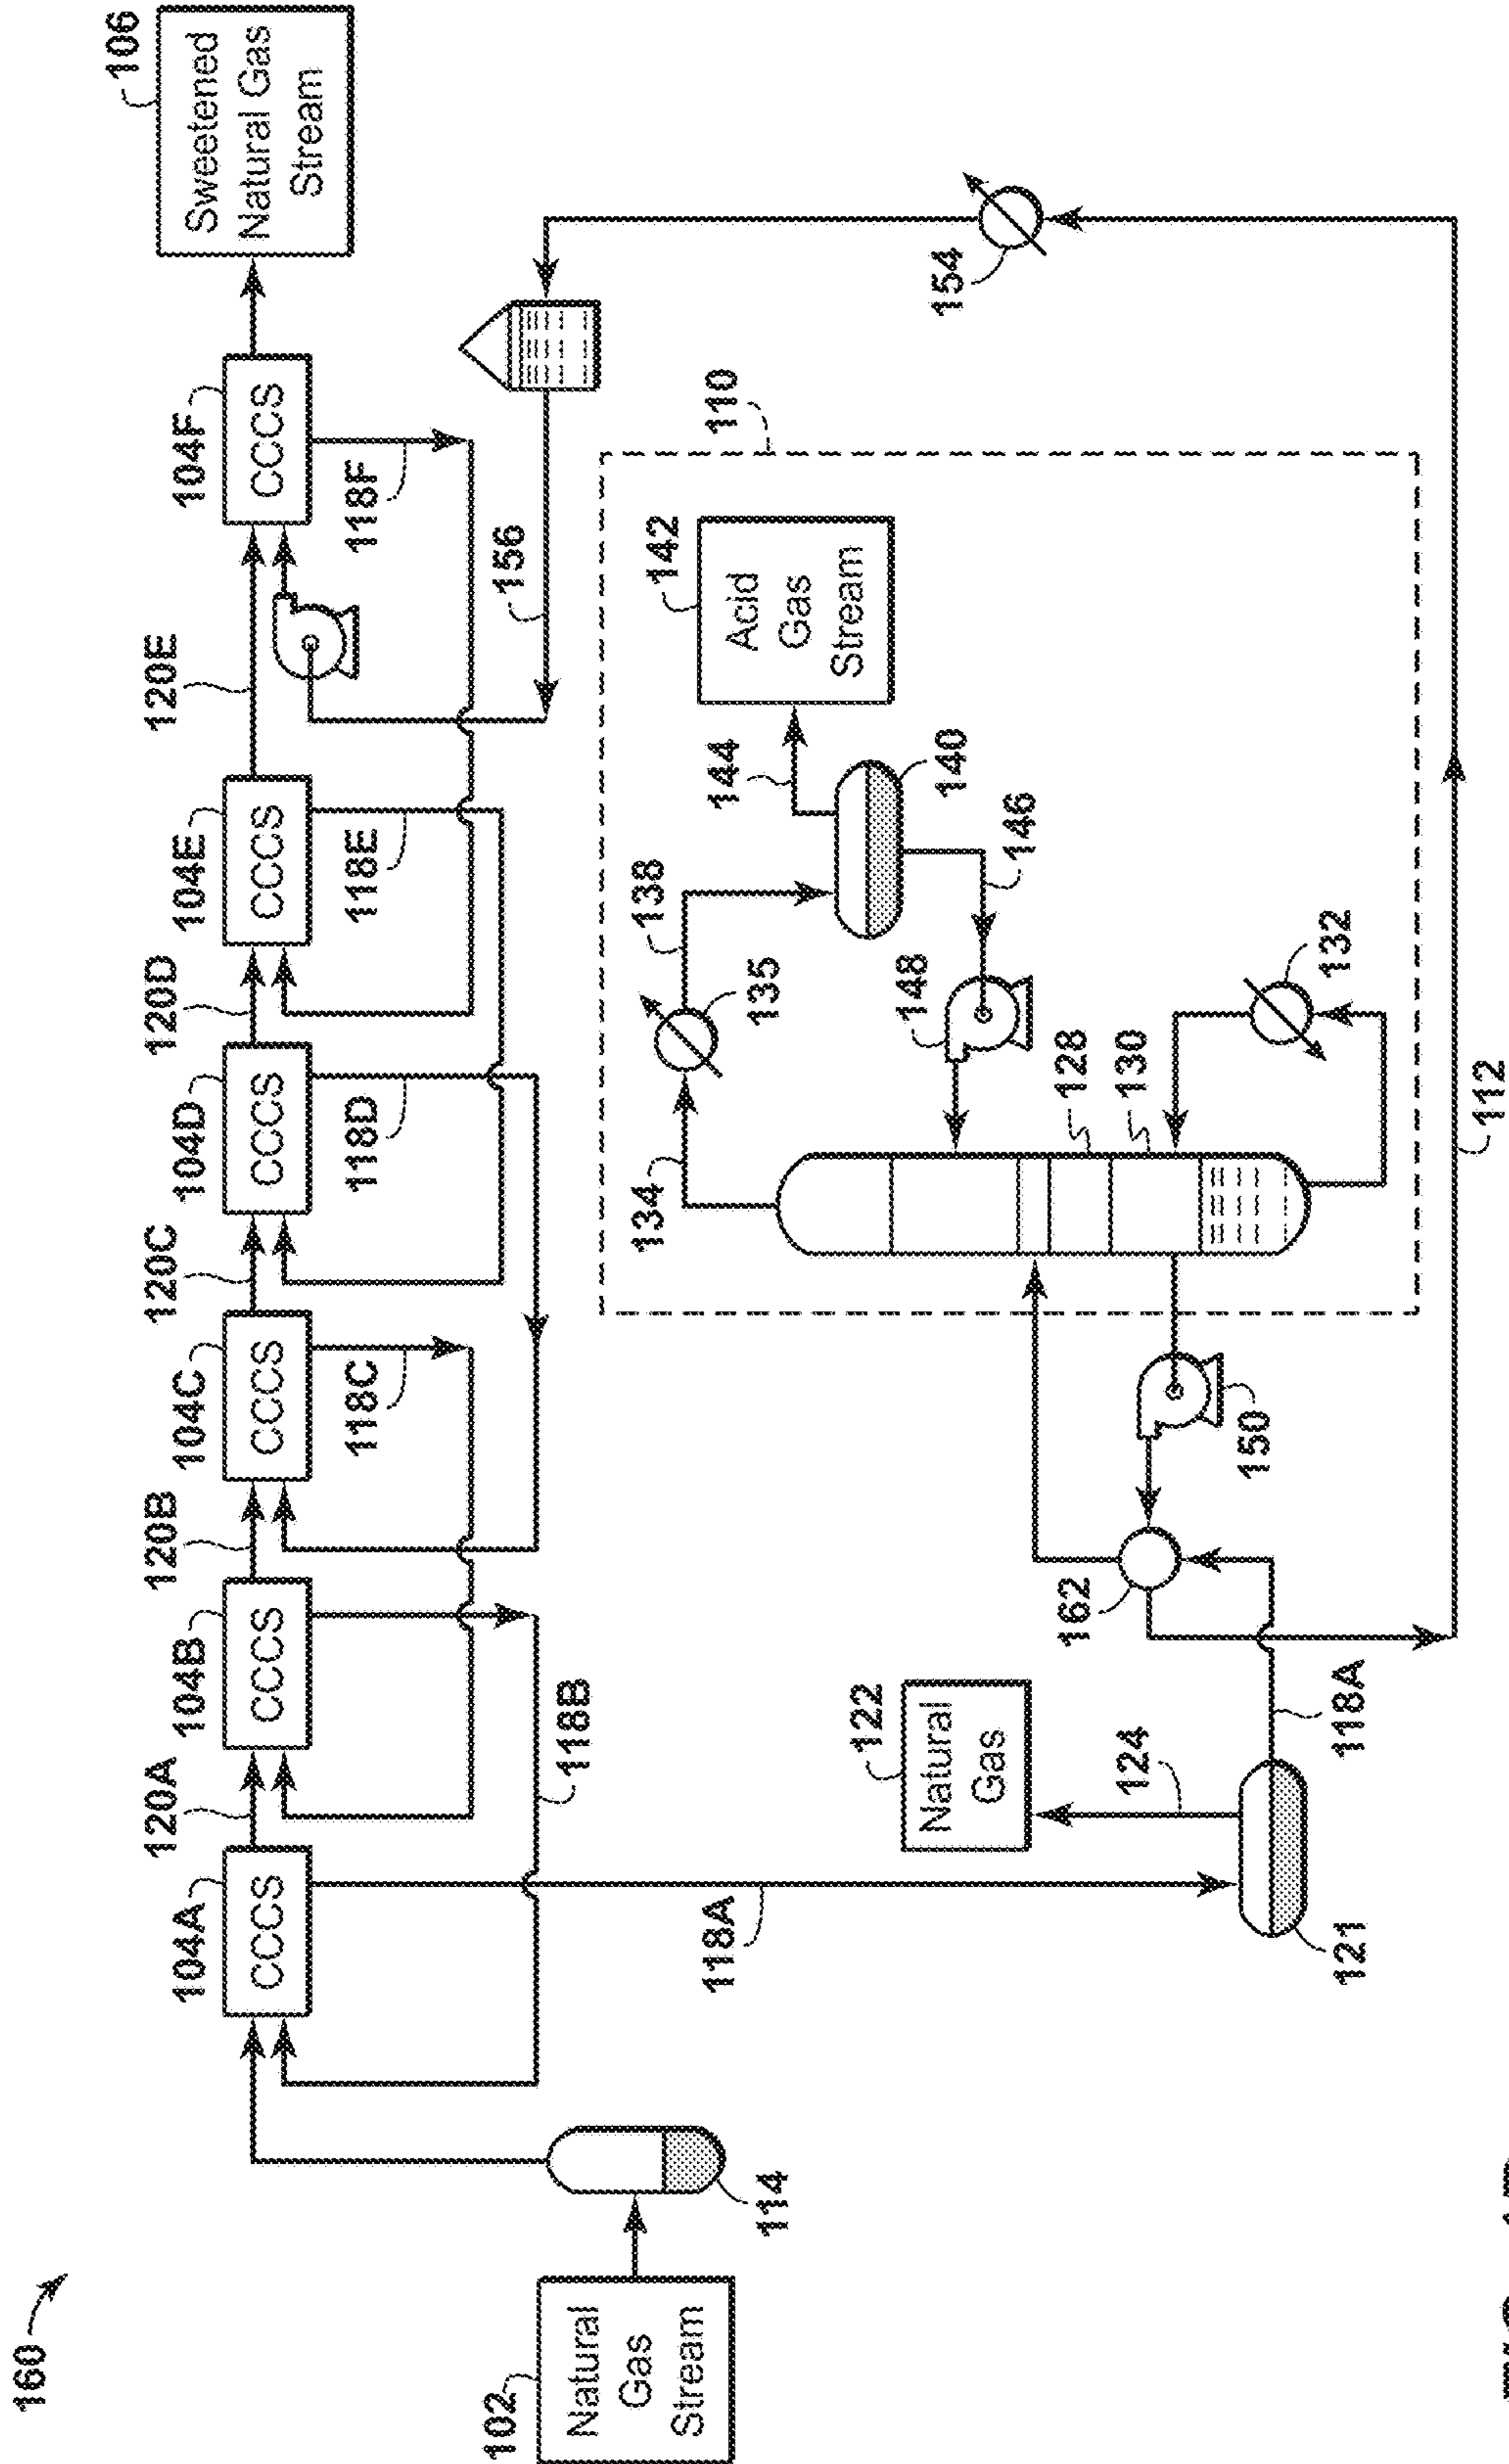 160
102
Natural
Gas
Stream
114
104A
CCCS
120A
104B
CCCS
120B
104C
CCCS
120C
104D
CCCS
120D
104E
CCCS
120E
104F
CCCS
106
Sweetened
Natural Gas
Stream
118B
118C
118D
118E
118F
156
118A
122
Natural
Gas
124
121
118A
162
150
110
134
135
138
144
142
Acid
Gas
Stream
140
146
148
128
130
132
154
112